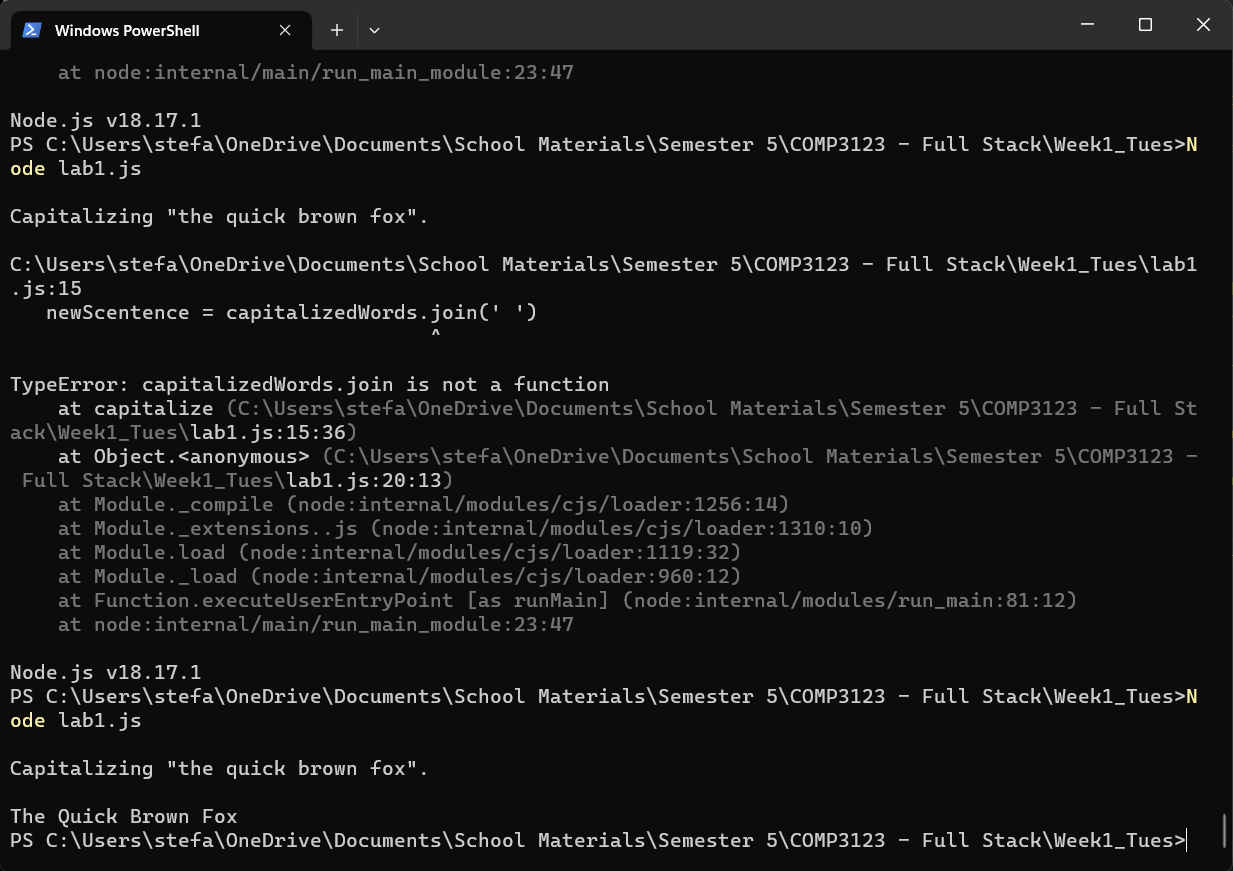 Windows PowerShell
    at node:internal/main/run_main_module:23:47
Node.js v18.17.1
PS C:\Users\stefa\OneDrive\Documents\School Materials\Semester 5\COMP3123 - Full Stack\Week1_Tues>N
ode lab1.js
Capitalizing "the quick brown fox".
C:\Users\stefa\OneDrive\Documents\School Materials\Semester 5\COMP3123 - Full Stack\Week1_Tues\lab1
.js:15
   newScentence = capitalizedWords.join(' ')
                                   ^
TypeError: capitalizedWords.join is not a function
    at capitalize (C:\Users\stefa\OneDrive\Documents\School Materials\Semester 5\COMP3123 - Full St
ack\Week1_Tues\lab1.js:15:36)
    at Object.<anonymous> (C:\Users\stefa\OneDrive\Documents\School Materials\Semester 5\COMP3123 -
 Full Stack\Week1_Tues\lab1.js:20:13)
    at Module._compile (node:internal/modules/cjs/loader:1256:14)
    at Module._extensions..js (node:internal/modules/cjs/loader:1310:10)
    at Module.load (node:internal/modules/cjs/loader:1119:32)
    at Module._load (node:internal/modules/cjs/loader:960:12)
    at Function.executeUserEntryPoint [as runMain] (node:internal/modules/run_main:81:12)
    at node:internal/main/run_main_module:23:47
Node.js v18.17.1
PS C:\Users\stefa\OneDrive\Documents\School Materials\Semester 5\COMP3123 - Full Stack\Week1_Tues>N
ode lab1.js
Capitalizing "the quick brown fox".
The Quick Brown Fox
PS C:\Users\stefa\OneDrive\Documents\School Materials\Semester 5\COMP3123 - Full Stack\Week1_Tues>